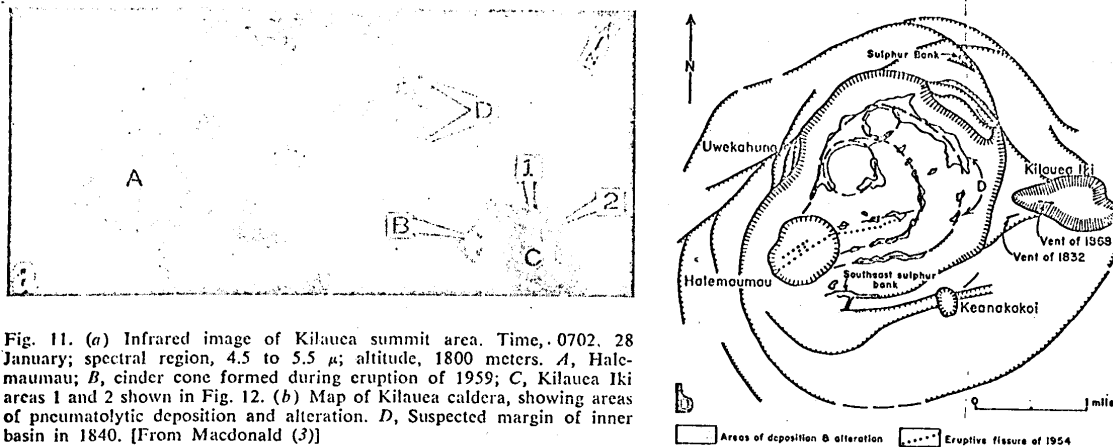 A
D
1
2
B
C
Fig. 11. (a) Infrared image of Kilauea summit area. Time, 0702, 28
January; spectral region, 4.5 to 5.5 μ; altitude, 1800 meters. A, Hale-
maumau; B, cinder cone formed during eruption of 1959; C, Kilauea Iki
areas 1 and 2 shown in Fig. 12. (b) Map of Kilauea caldera, showing areas
of pneumatolytic deposition and alteration. D, Suspected margin of inner
basin in 1840. [From Macdonald (3)]
N
Sulphur Bank
Uwekahuna
Kilauea Iki
D
Vent of 1968
Vent of 1832
Halemaumau
Southeast sulphur
bank
Keanakakoi
b
0 1 mile
Areas of deposition & alteration
Eruptive fissure of 1954